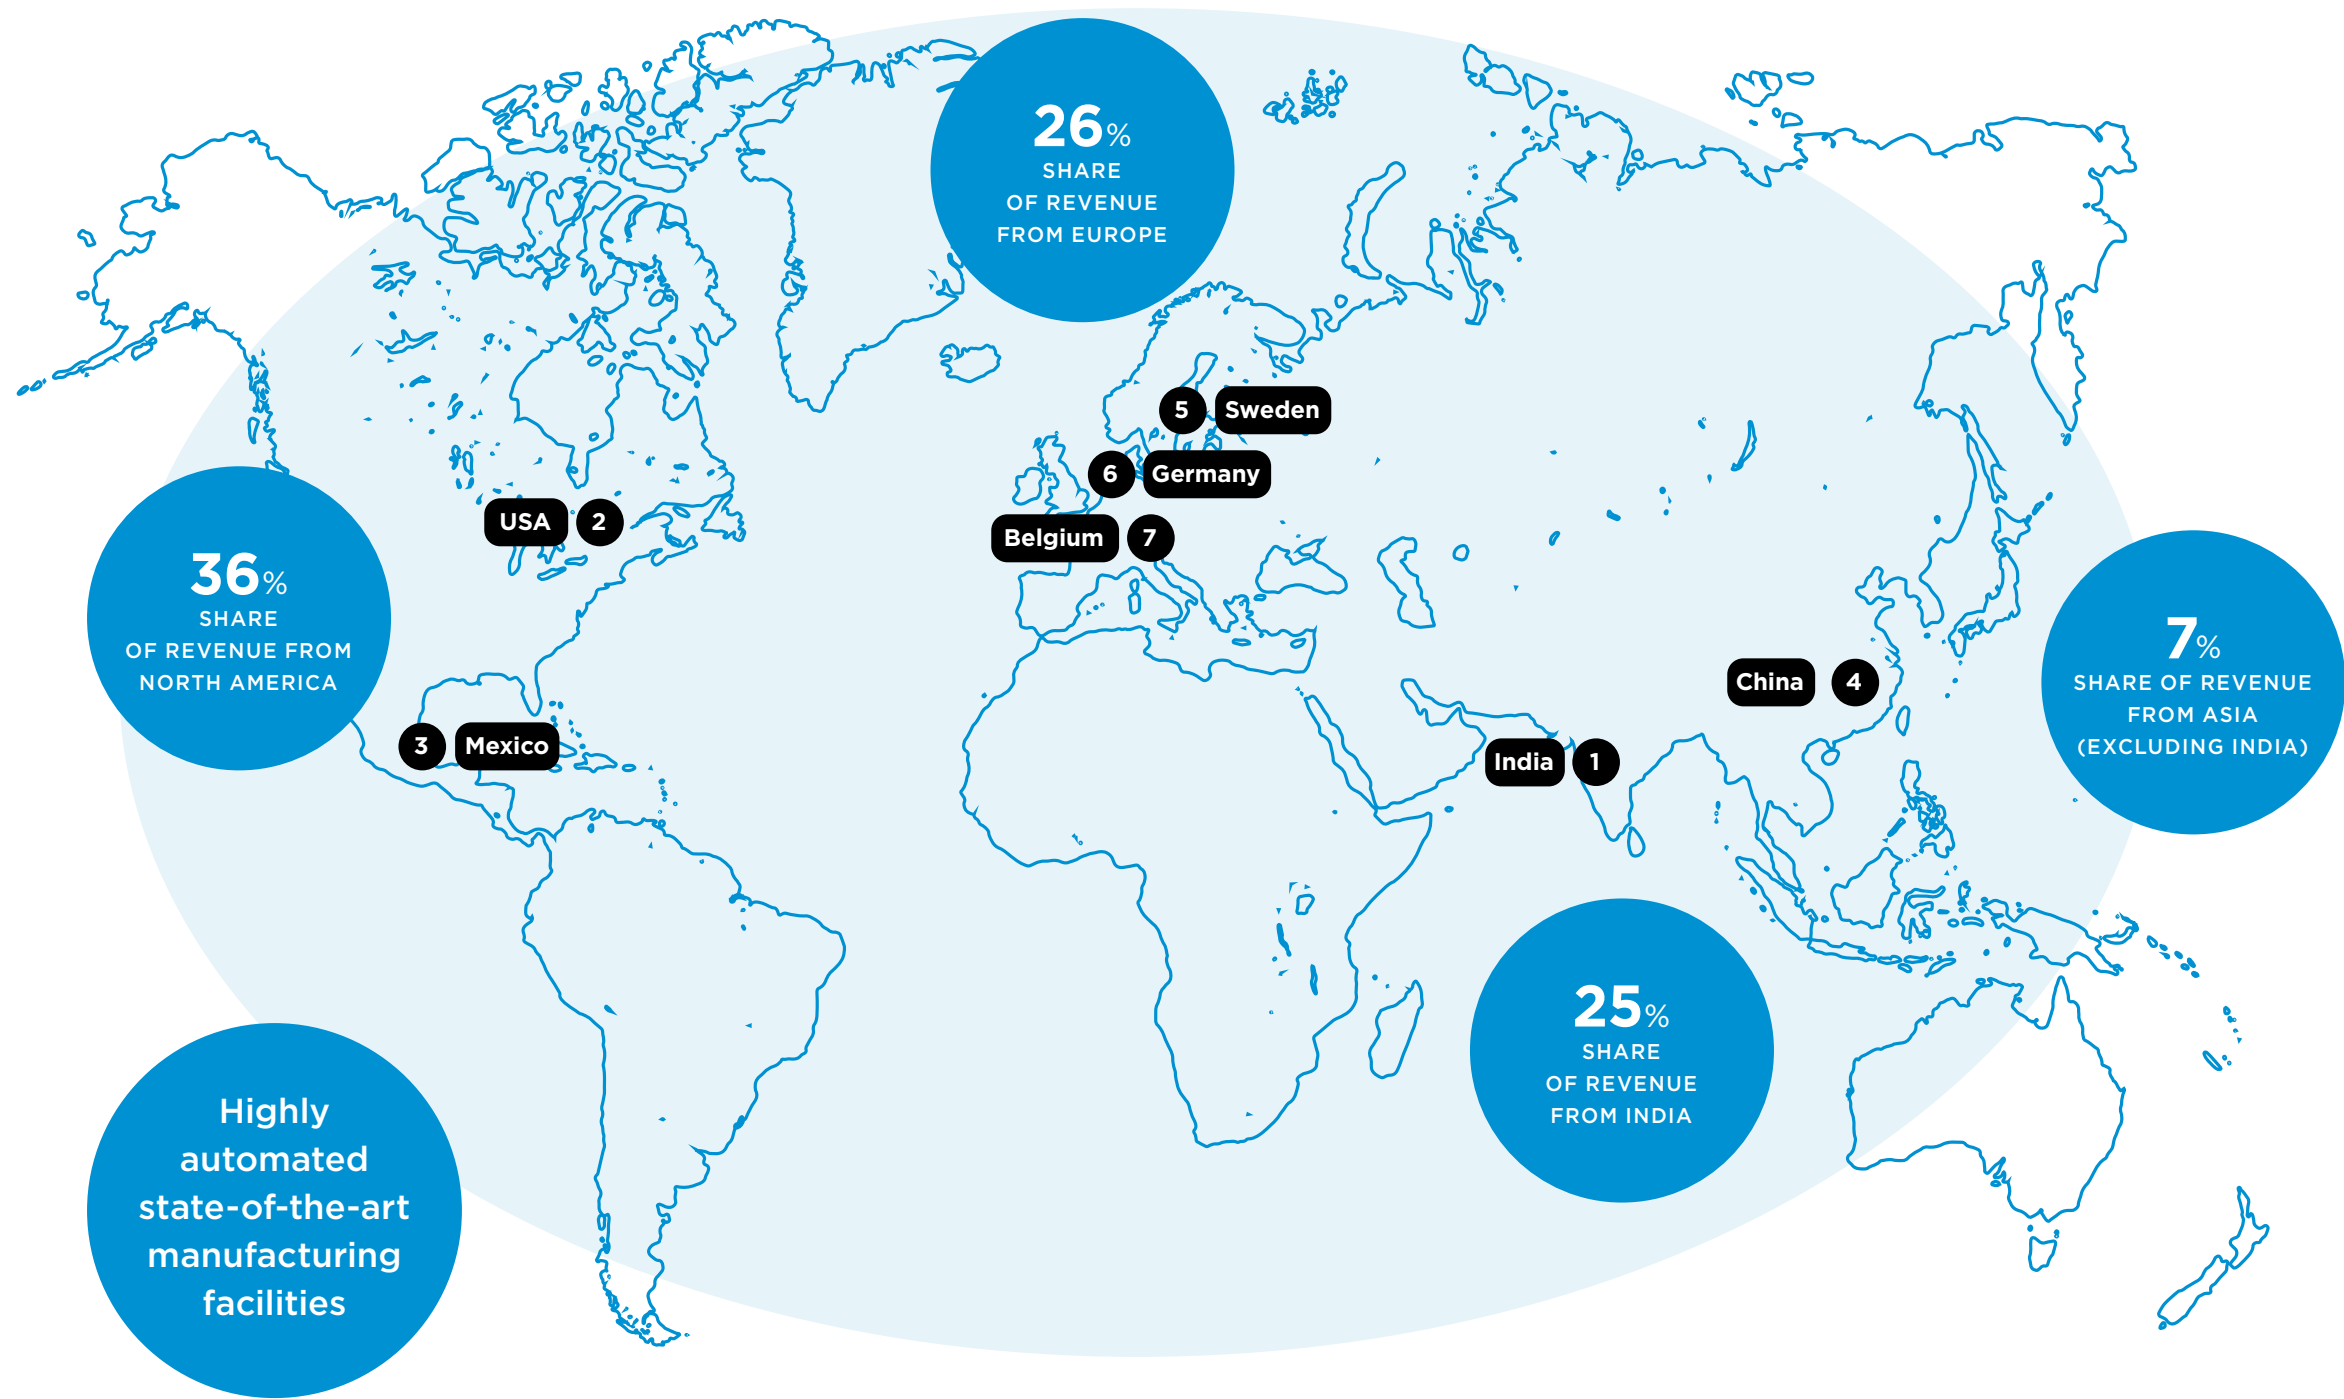 26%
SHARE
OF REVENUE
FROM EUROPE
5 Sweden
6 Germany
USA 2
Belgium 7
36%
SHARE
OF REVENUE FROM
NORTH AMERICA
7%
SHARE OF REVENUE
FROM ASIA
(EXCLUDING INDIA)
China 4
3 Mexico
India 1
25%
SHARE
OF REVENUE
FROM INDIA
Highly
automated
state-of-the-art
manufacturing
facilities